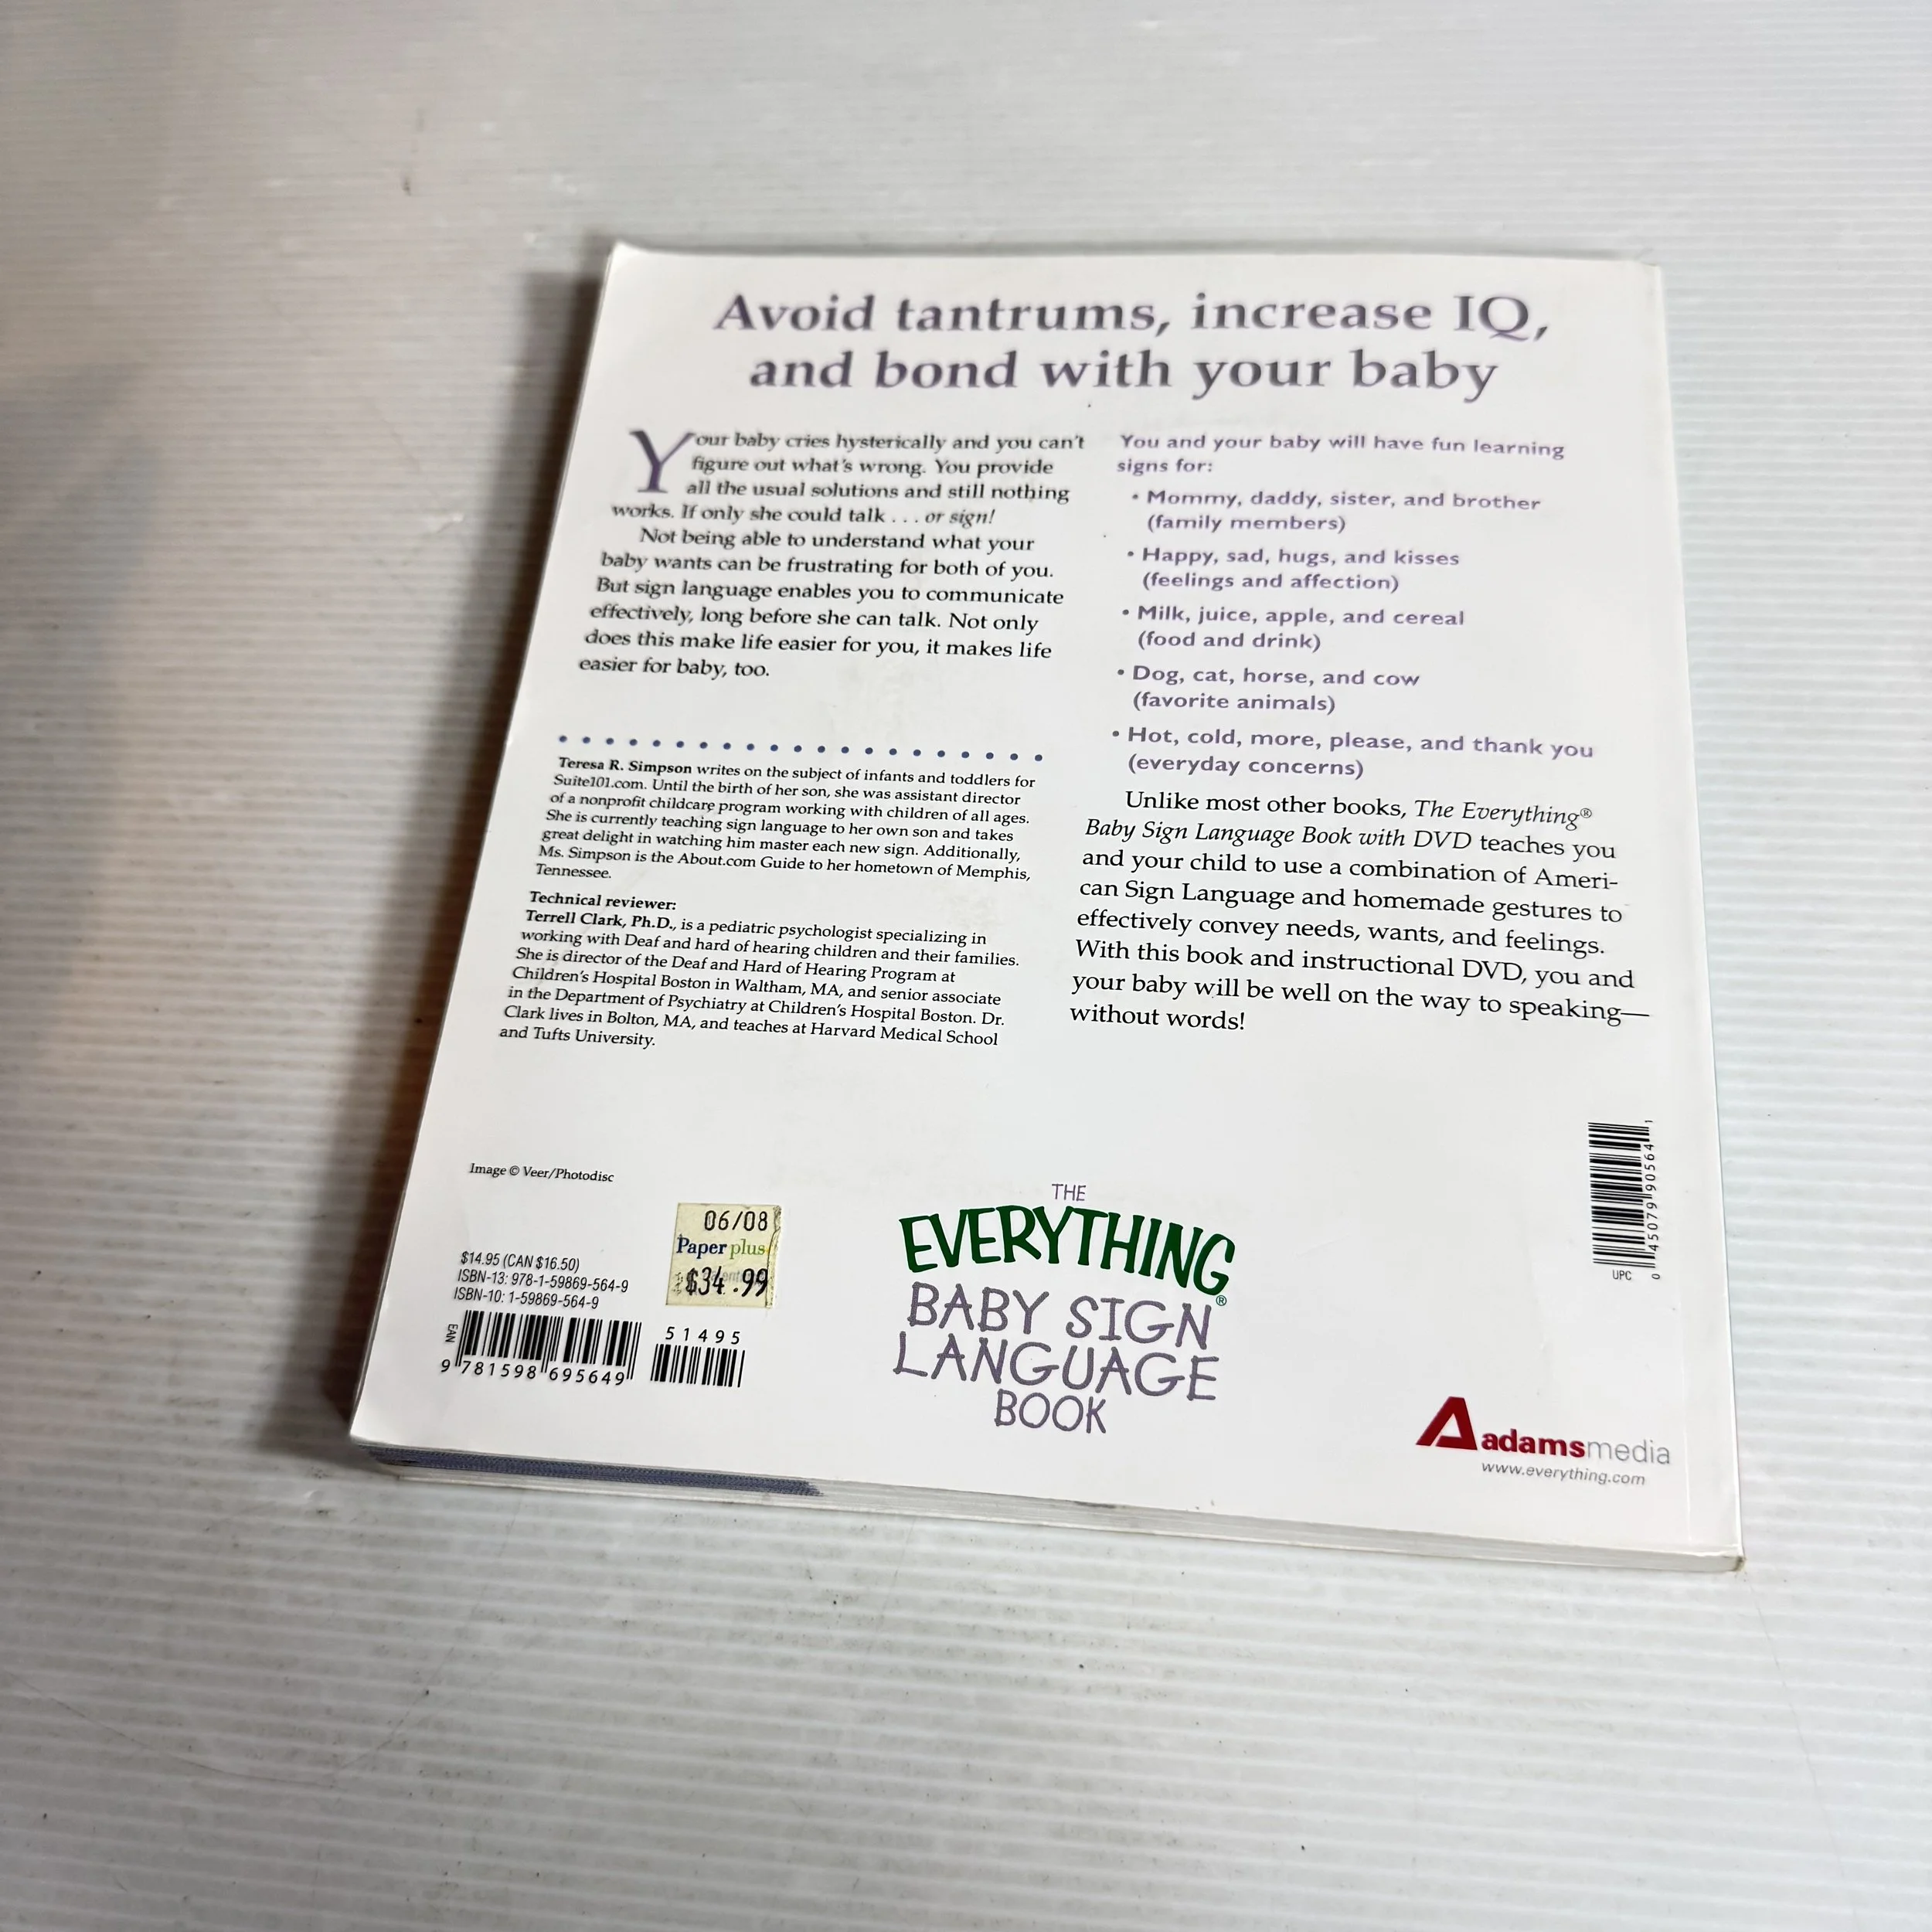 Avoid tantrums, increase IQ,
and bond with your baby
Your baby cries hysterically and you can't
figure out what's wrong. You provide
all the usual solutions and still nothing
works. If only she could talk . . . or sign!
Not being able to understand what your
baby wants can be frustrating for both of you.
But sign language enables you to communicate
effectively, long before she can talk. Not only
does this make life easier for you, it makes life
easier for baby, too.
Teresa R. Simpson writes on the subject of infants and toddlers for
Suite101.com. Until the birth of her son, she was assistant director
of a nonprofit childcare program working with children of all ages.
She is currently teaching sign language to her own son and takes
great delight in watching him master each new sign. Additionally,
Ms. Simpson is the About.com Guide to her hometown of Memphis,
Tennessee.
Technical reviewer:
Terrell Clark, Ph.D., is a pediatric psychologist specializing in
working with Deaf and hard of hearing children and their families.
She is director of the Deaf and Hard of Hearing Program at
Children's Hospital Boston in Waltham, MA, and senior associate
in the Department of Psychiatry at Children's Hospital Boston. Dr.
Clark lives in Bolton, MA, and teaches at Harvard Medical School
and Tufts University.
You and your baby will have fun learning
signs for:
• Mommy, daddy, sister, and brother
(family members)
• Happy, sad, hugs, and kisses
(feelings and affection)
• Milk, juice, apple, and cereal
(food and drink)
• Dog, cat, horse, and cow
(favorite animals)
• Hot, cold, more, please, and thank you
(everyday concerns)
Unlike most other books, The Everything®
Baby Sign Language Book with DVD teaches you
and your child to use a combination of Ameri-
can Sign Language and homemade gestures to
effectively convey needs, wants, and feelings.
With this book and instructional DVD, you and
your baby will be well on the way to speaking—
without words!
Image © Veer/Photodisc
$14.95 (CAN $16.50)
ISBN-13: 978-1-59869-564-9
ISBN-10: 1-59869-564-9
EAN
9 781598 695649
51495
06/08
Paper plus
$34.99
THE
EVERYTHING®
BABY SIGN
LANGUAGE
BOOK
UPC
0 45079 90564 1
adamsmedia
www.everything.com